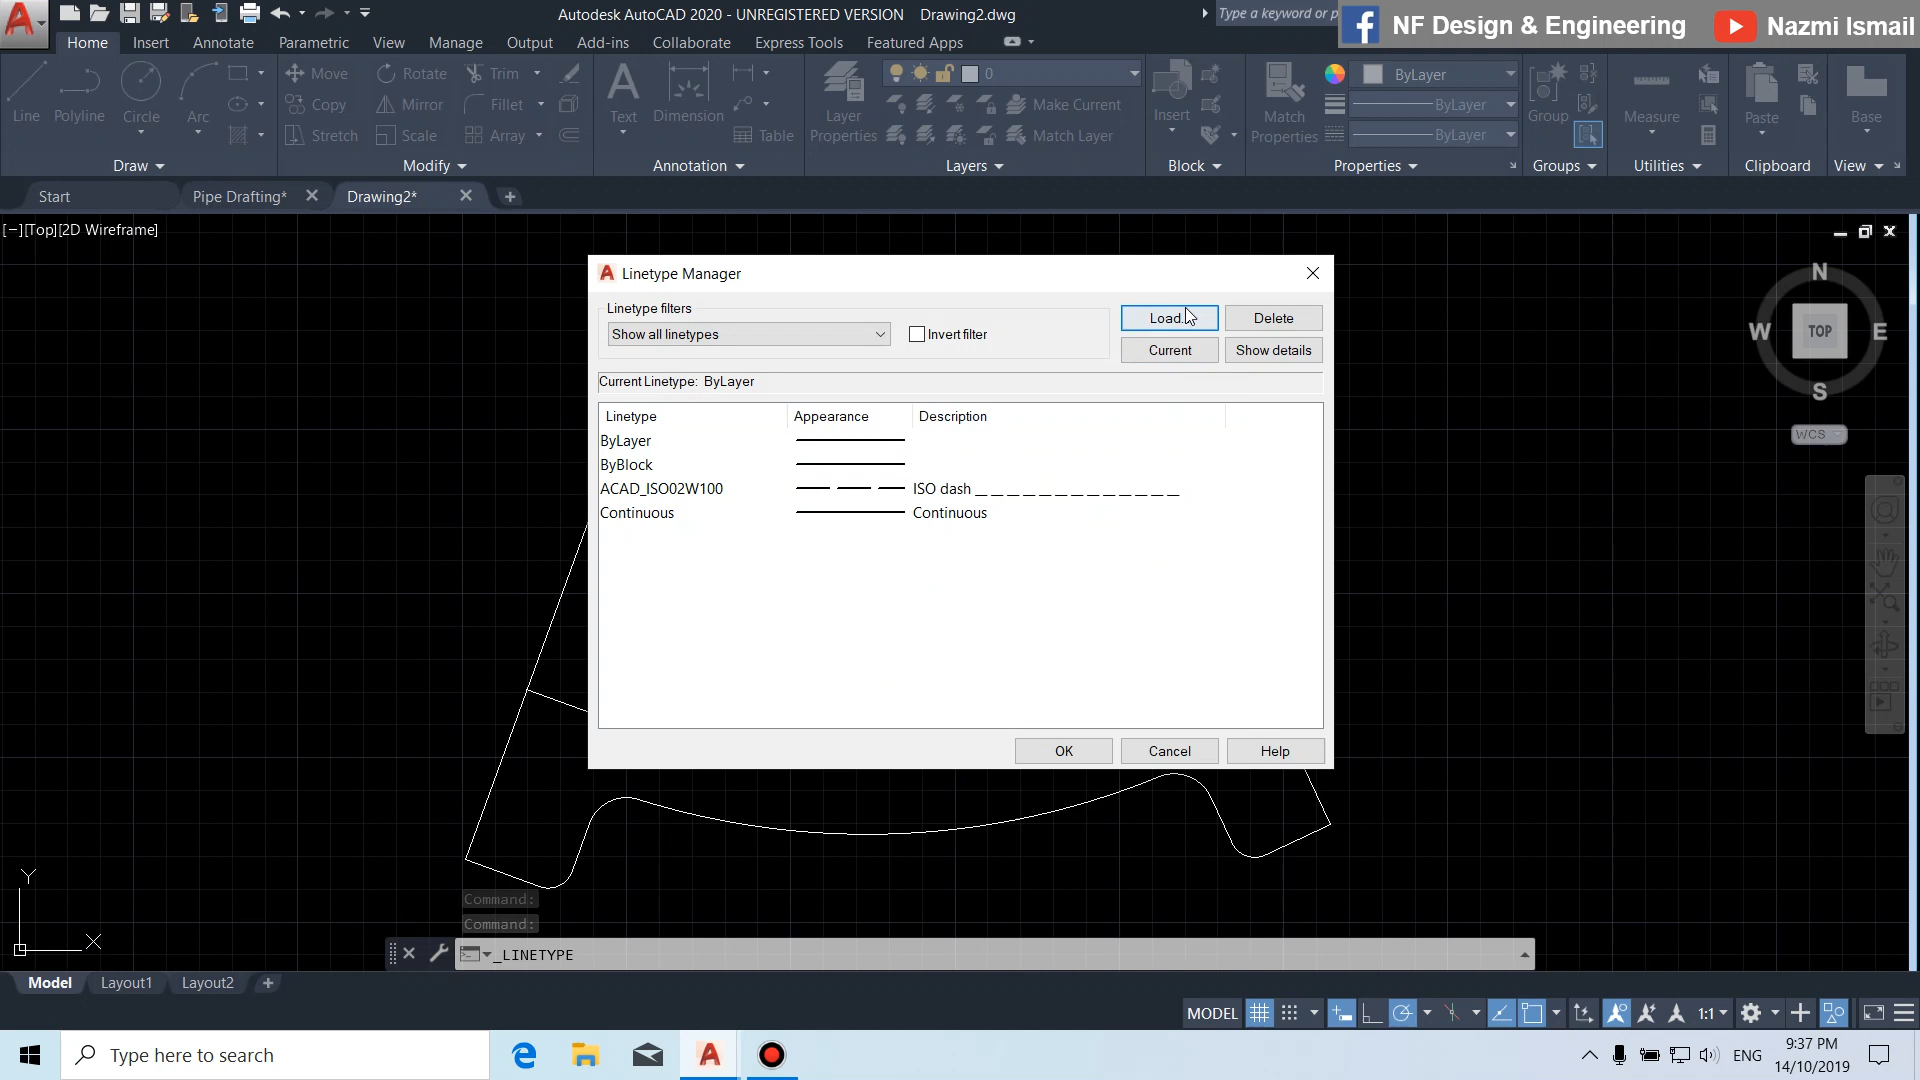 Autodesk AutoCAD 2020 - UNREGISTERED VERSION Drawing2.dwg
Type a keyword or p
NF Design & Engineering
Nazmi Ismail
Home Insert Annotate Parametric View Manage Output Add-ins Collaborate Express Tools Featured Apps
Line Polyline Circle Arc
Move Rotate Trim
Copy Mirror Fillet
Stretch Scale Array
Text Dimension Table
Layer Properties
0
Make Current
Match Layer
Insert
Match Properties
ByLayer
ByLayer
ByLayer
Group
Measure
Paste
Base
Draw Modify Annotation Layers Block Properties Groups Utilities Clipboard View
Start Pipe Drafting* Drawing2*
[−][Top][2D Wireframe]
N
W TOP E
S
WCS
Linetype Manager
Linetype filters
Show all linetypes
Invert filter
Load...
Delete
Current
Show details
Current Linetype: ByLayer
Linetype Appearance Description
ByLayer
ByBlock
ACAD_ISO02W100 ISO dash _ _ _ _ _ _ _ _ _ _ _ _ _
Continuous Continuous
OK Cancel Help
Command:
Command:
_LINETYPE
Y
X
Model Layout1 Layout2
MODEL 1:1
Type here to search
ENG
9:37 PM
14/10/2019